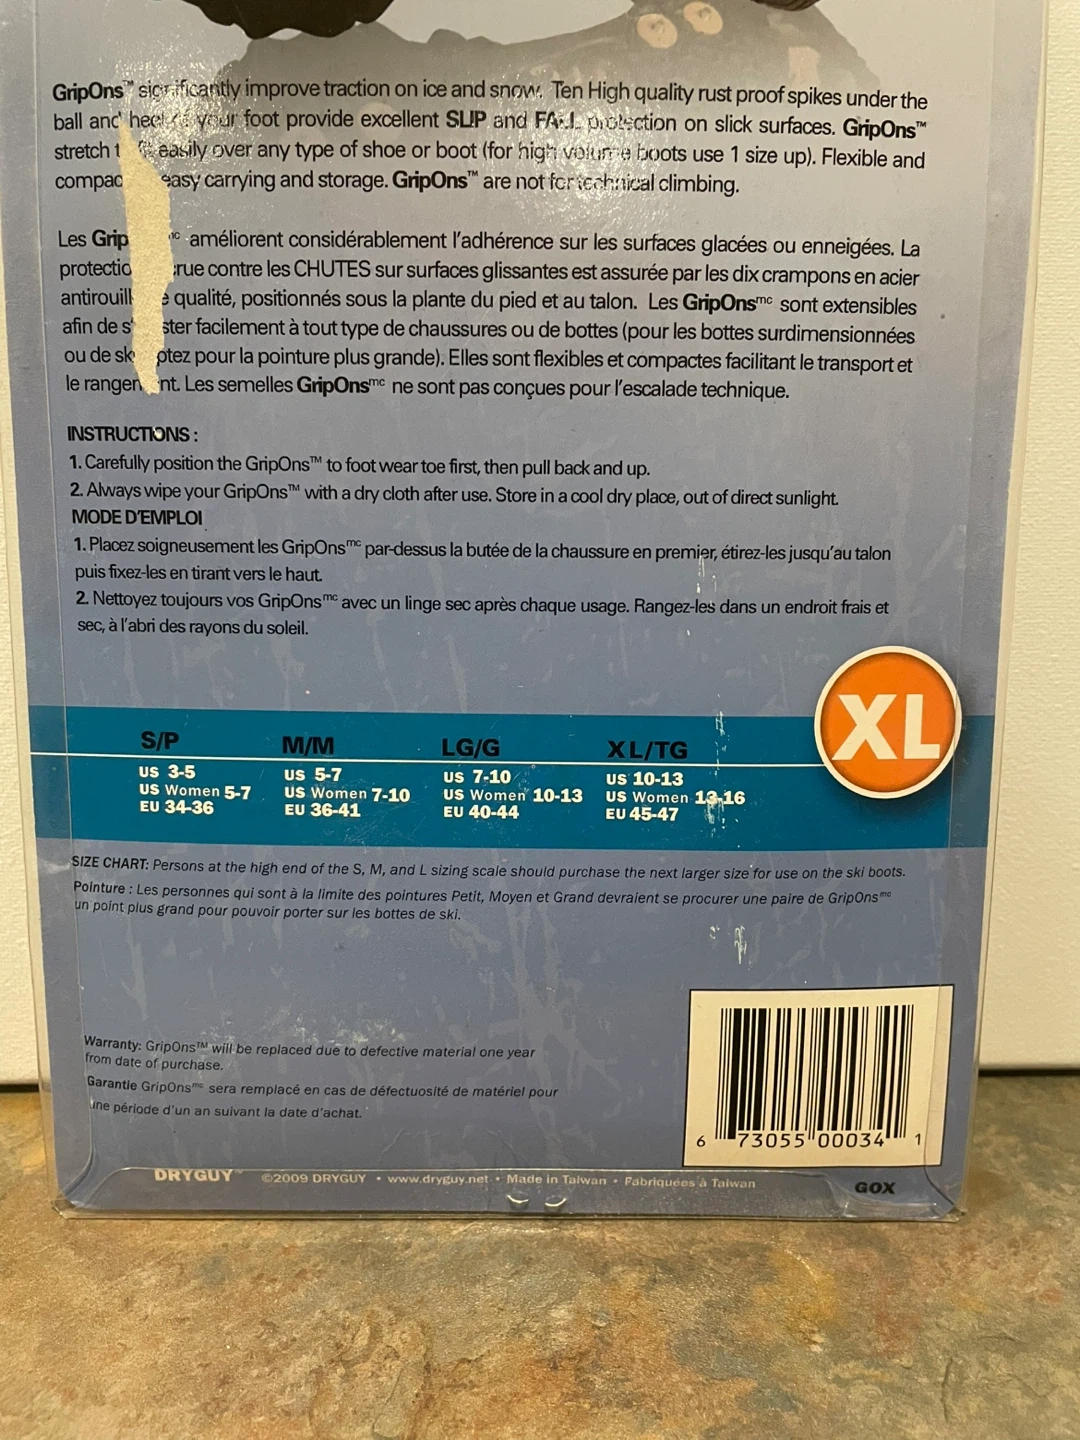 GripOns™ significantly improve traction on ice and snow. Ten High quality rust proof spikes under the
ball and heel of your foot provide excellent SLIP and FALL protection on slick surfaces. GripOns™
stretch t easily over any type of shoe or boot (for high volume boots use 1 size up). Flexible and
compac easy carrying and storage. GripOns™ are not for technical climbing.
Les Grip mc améliorent considérablement l'adhérence sur les surfaces glacées ou enneigées. La
protectio rue contre les CHUTES sur surfaces glissantes est assurée par les dix crampons en acier
antirouill e qualité, positionnés sous la plante du pied et au talon. Les GripOnsmc sont extensibles
afin de s' ster facilement à tout type de chaussures ou de bottes (pour les bottes surdimensionnées
ou de sk ptez pour la pointure plus grande). Elles sont flexibles et compactes facilitant le transport et
le rangem nt. Les semelles GripOnsmc ne sont pas conçues pour l'escalade technique.
INSTRUCTIONS :
1. Carefully position the GripOns™ to foot wear toe first, then pull back and up.
2. Always wipe your GripOns™ with a dry cloth after use. Store in a cool dry place, out of direct sunlight.
MODE D'EMPLOI
1. Placez soigneusement les GripOnsmc par-dessus la butée de la chaussure en premier, étirez-les jusqu'au talon
puis fixez-les en tirant vers le haut.
2. Nettoyez toujours vos GripOnsmc avec un linge sec après chaque usage. Rangez-les dans un endroit frais et
sec, à l'abri des rayons du soleil.
XL
S/P M/M LG/G XL/TG
US 3-5 US 5-7 US 7-10 US 10-13
US Women 5-7 US Women 7-10 US Women 10-13 US Women 13-16
EU 34-36 EU 36-41 EU 40-44 EU 45-47
SIZE CHART: Persons at the high end of the S, M, and L sizing scale should purchase the next larger size for use on the ski boots.
Pointure : Les personnes qui sont à la limite des pointures Petit, Moyen et Grand devraient se procurer une paire de GripOnsmc
un point plus grand pour pouvoir porter sur les bottes de ski.
Warranty: GripOns™ will be replaced due to defective material one year
from date of purchase.
Garantie GripOnsmc sera remplacé en cas de défectuosité de matériel pour
une période d'un an suivant la date d'achat.
6 73055 00034 1
DRYGUY™ ©2009 DRYGUY • www.dryguy.net • Made in Taiwan • Fabriquées à Taiwan
GOX